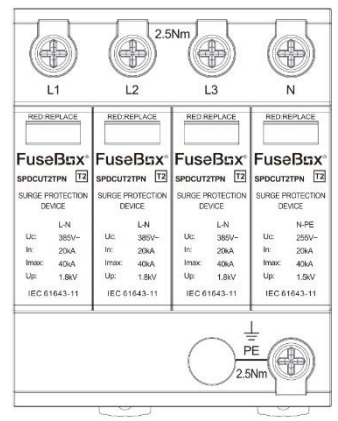 2.5Nm
L1 L2 L3 N
RED:REPLACE RED:REPLACE RED:REPLACE RED:REPLACE
FuseBox® FuseBox® FuseBox® FuseBox®
SPDCUT2TPN T2 SPDCUT2TPN T2 SPDCUT2TPN T2 SPDCUT2TPN T2
SURGE PROTECTION SURGE PROTECTION SURGE PROTECTION SURGE PROTECTION
DEVICE DEVICE DEVICE DEVICE
L-N L-N L-N N-PE
Uc: 385V~ Uc: 385V~ Uc: 385V~ Uc: 255V~
In: 20kA In: 20kA In: 20kA In: 20kA
Imax: 40kA Imax: 40kA Imax: 40kA Imax: 40kA
Up: 1.8kV Up: 1.8kV Up: 1.8kV Up: 1.5kV
IEC 61643-11 IEC 61643-11 IEC 61643-11 IEC 61643-11
PE
2.5Nm